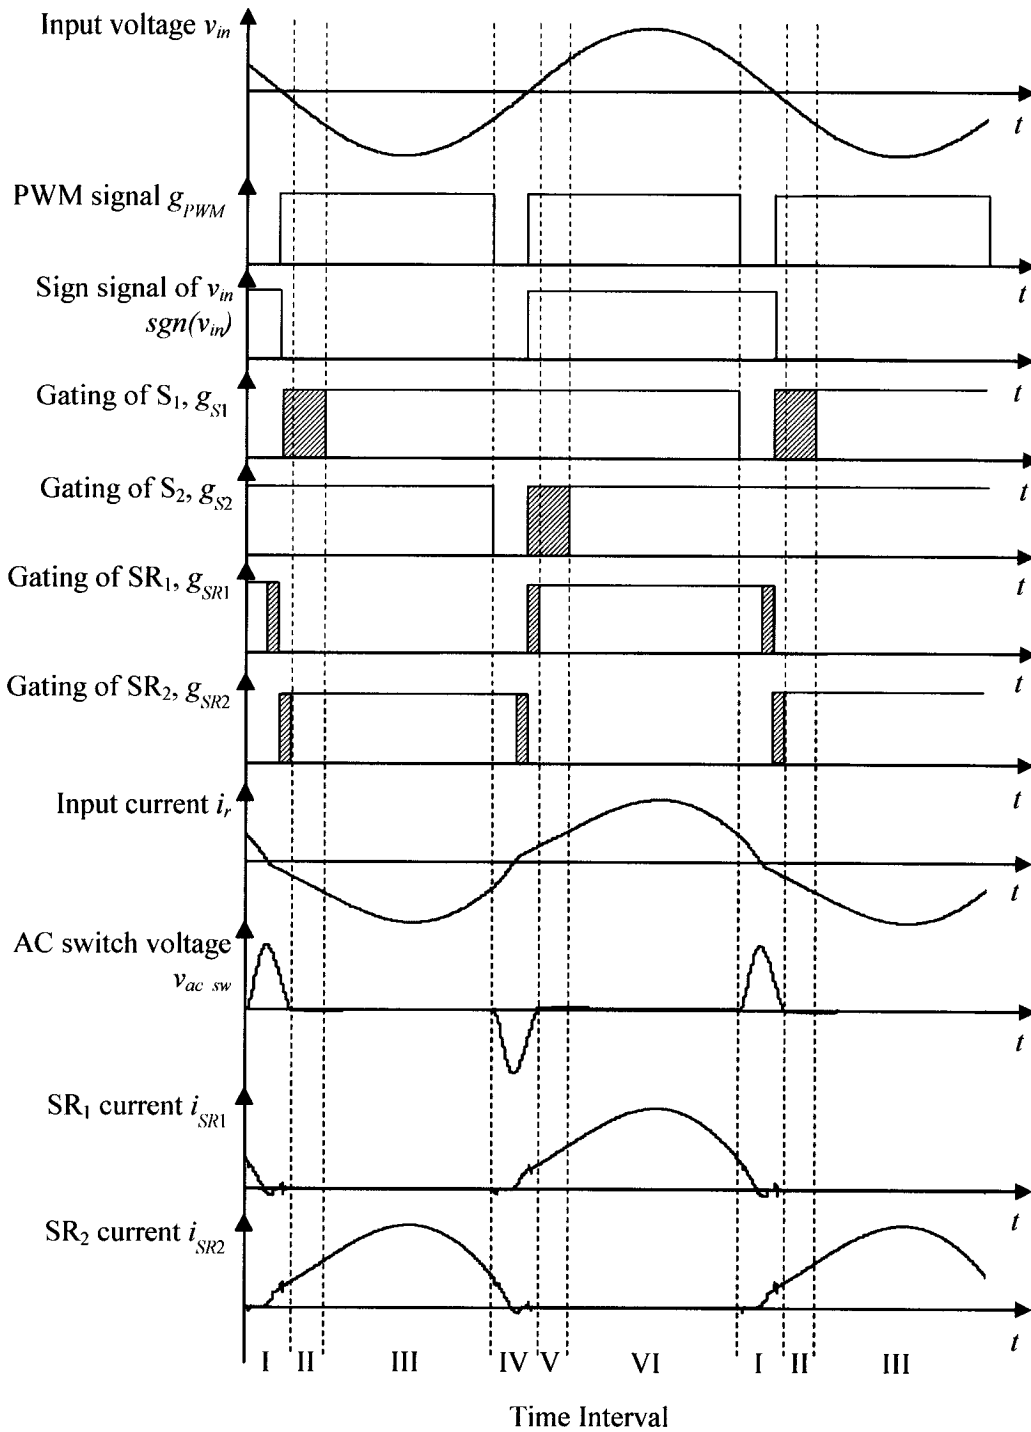 Input voltage v_in
t
PWM signal g_PWM
t
Sign signal of v_in
sgn(v_in)
t
Gating of S₁, g_S1
t
Gating of S₂, g_S2
t
Gating of SR₁, g_SR1
t
Gating of SR₂, g_SR2
t
Input current i_r
t
AC switch voltage
v_ac sw
t
SR₁ current i_SR1
t
SR₂ current i_SR2
t
I II III IV V VI I II III
Time Interval